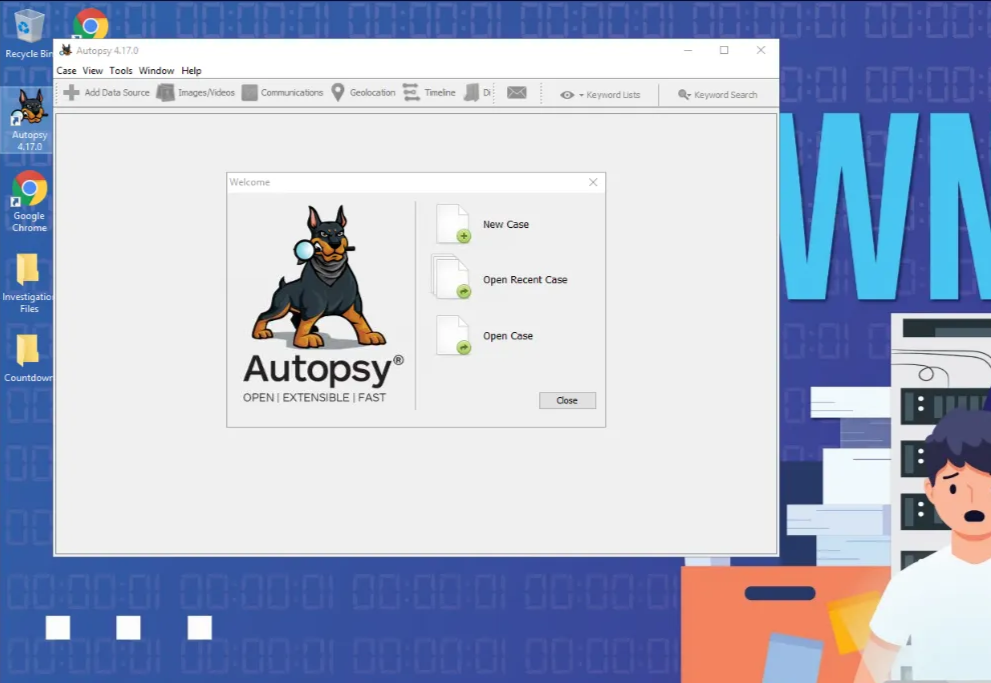 Recycle Bin
Autopsy 4.17.0
Case View Tools Window Help
Add Data Source Images/Videos Communications Geolocation Timeline Di Keyword Lists Keyword Search
Autopsy
4.17.0
Google
Chrome
Investigatio
Files
Countdown
Welcome
New Case
Open Recent Case
Open Case
Autopsy®
OPEN | EXTENSIBLE | FAST
Close
WN